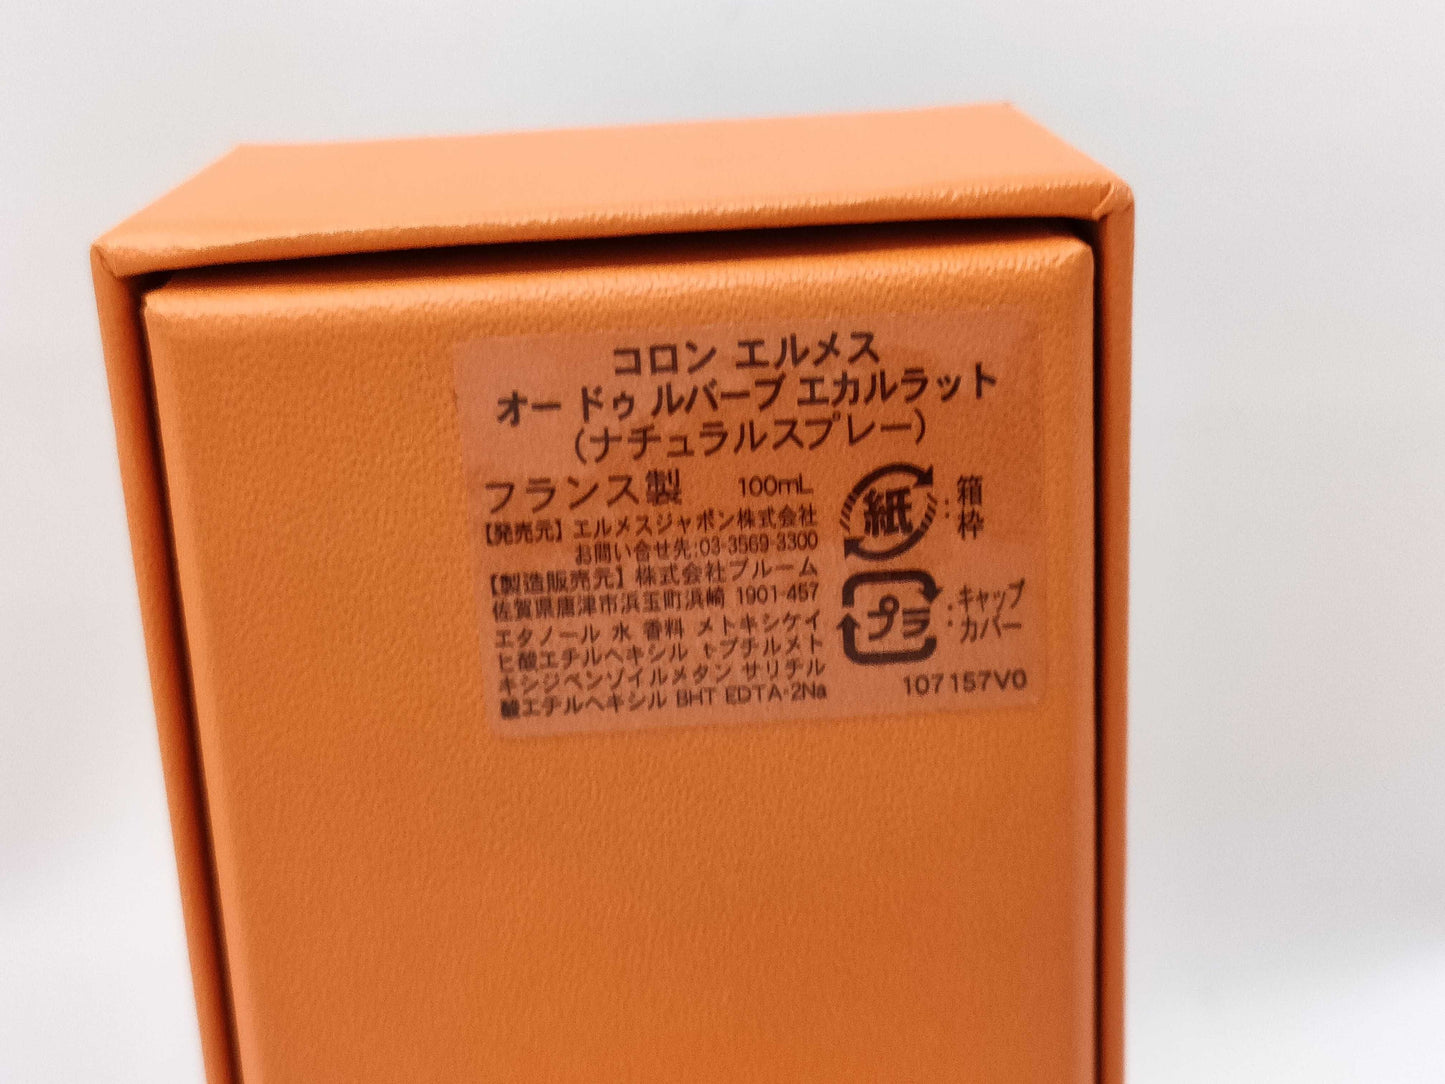 コロン エルメス
オー ドゥ ルバーブ エカルラット
（ナチュラルスプレー）
フランス製 100mL
【発売元】エルメスジャポン株式会社
お問い合せ先:03-3569-3300
【製造販売元】株式会社ブルーム
佐賀県唐津市浜玉町浜崎 1901-457
エタノール 水 香料 メトキシケイ
ヒ酸エチルヘキシル t-ブチルメト
キシジベンゾイルメタン サリチル
酸エチルヘキシル BHT EDTA-2Na
紙 : 箱
枠
プラ : キャップ
カバー
107157V0